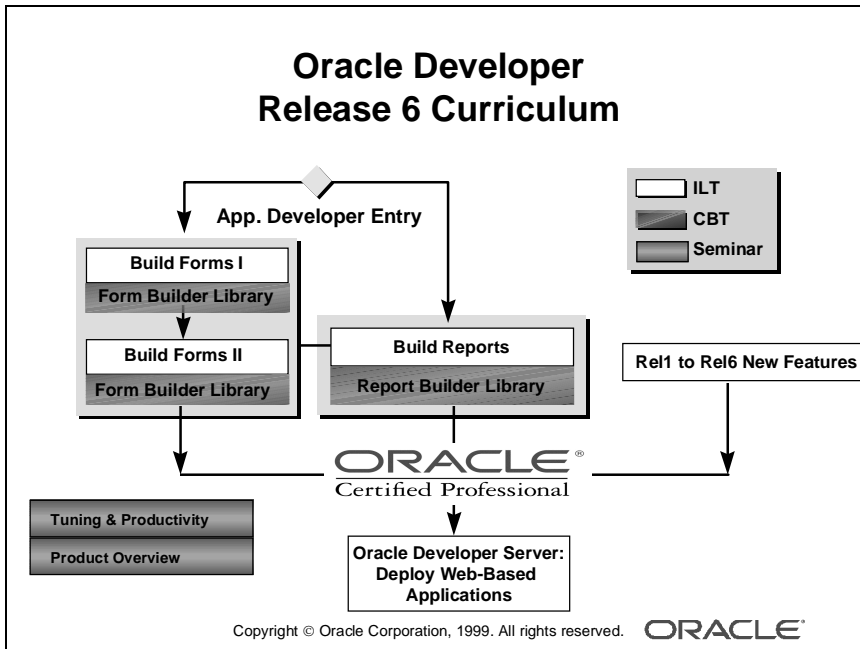 Oracle Developer
Release 6 Curriculum
App. Developer Entry
ILT
CBT
Seminar
Build Forms I
Form Builder Library
Build Forms II
Form Builder Library
Build Reports
Report Builder Library
Rel1 to Rel6 New Features
ORACLE®
Certified Professional
Tuning & Productivity
Product Overview
Oracle Developer Server:
Deploy Web-Based
Applications
Copyright © Oracle Corporation, 1999. All rights reserved. ORACLE®